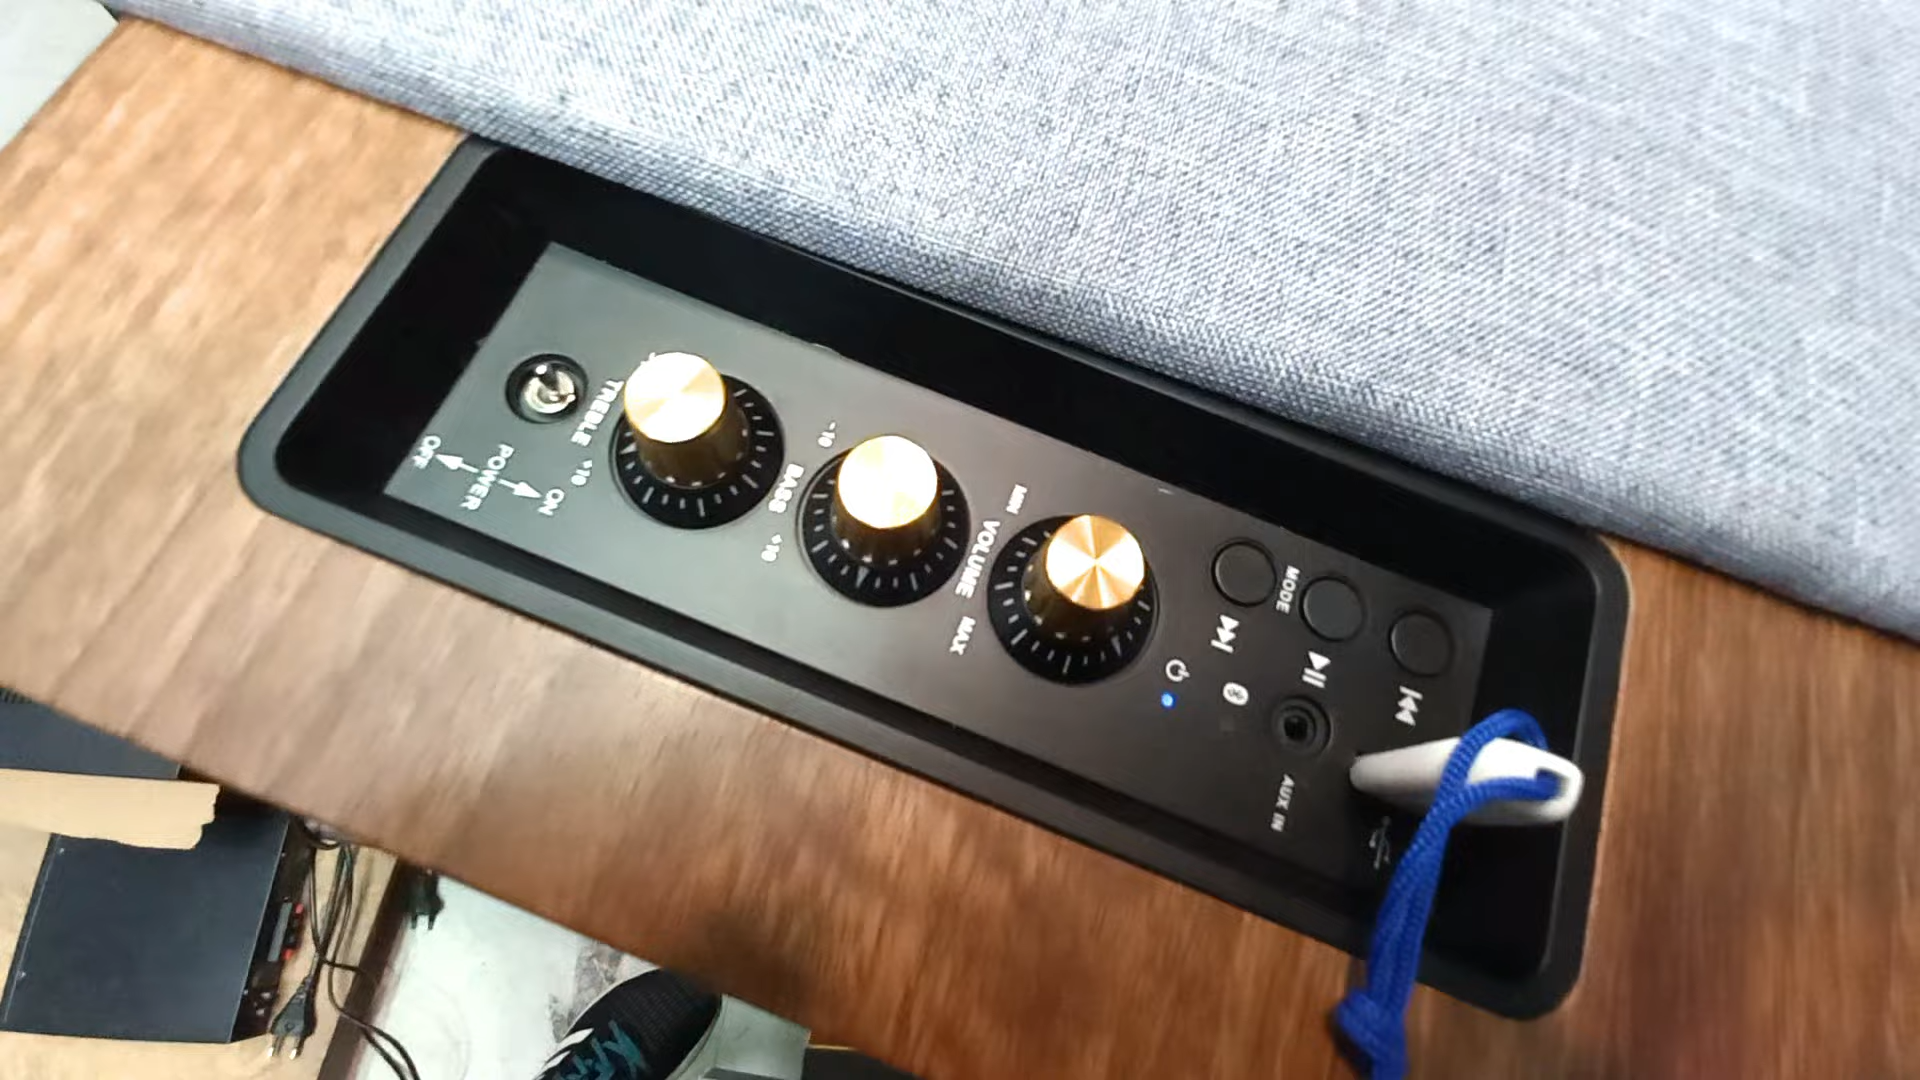 OFF
POWER
ON
TREBLE
+10
-10
BASS
+10
MIN
VOLUME
MAX
MODE
AUX IN